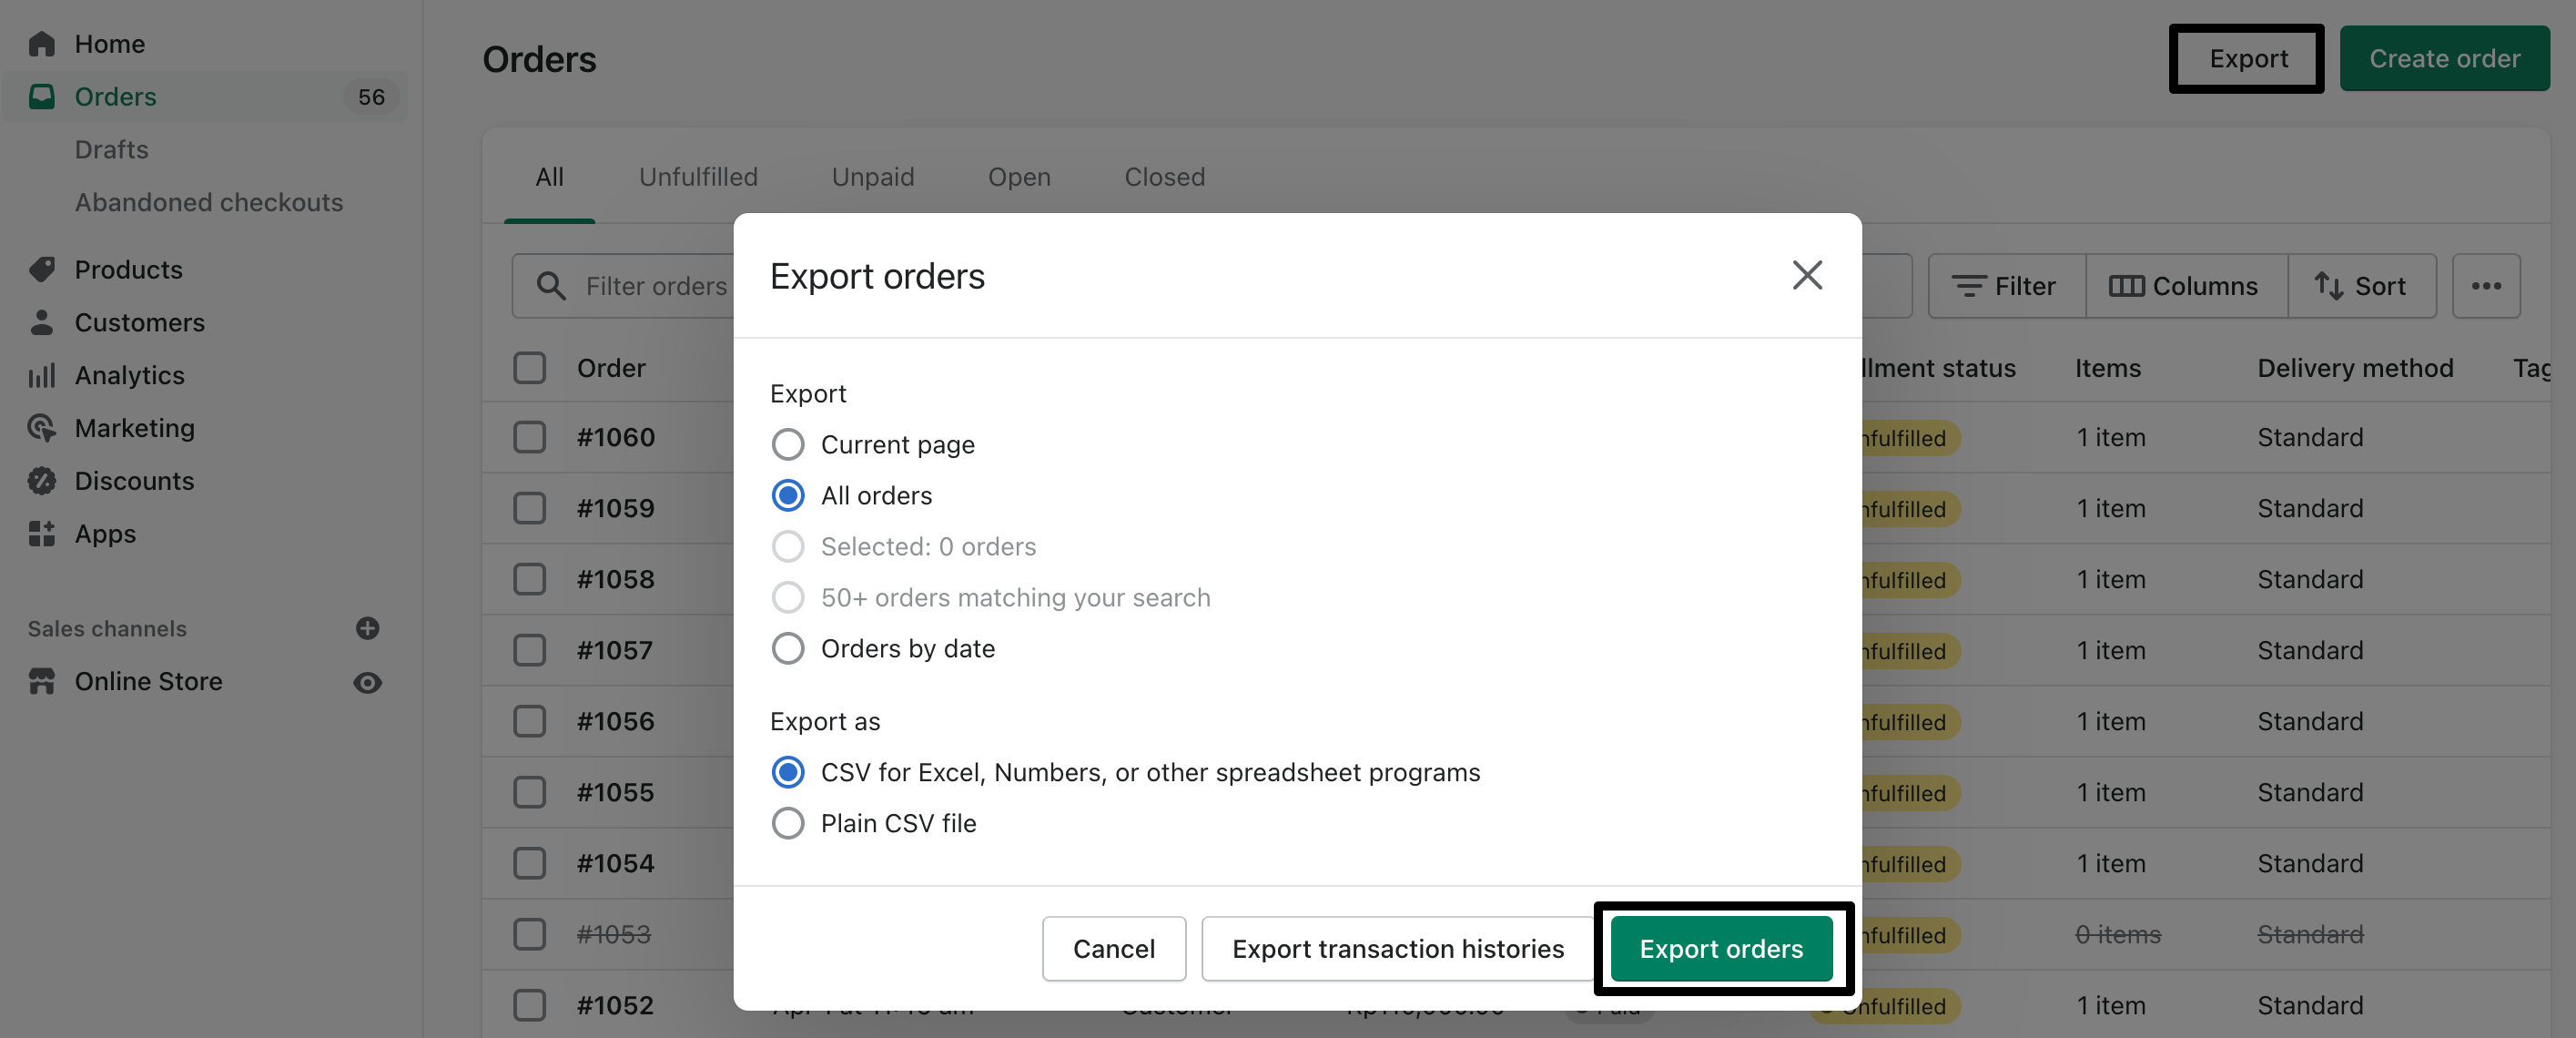 Home
Orders 56
Drafts
Abandoned checkouts
Products
Customers
Analytics
Marketing
Discounts
Apps
Sales channels
Online Store
Orders
Export Create order
All Unfulfilled Unpaid Open Closed
Filter orders Filter Columns Sort
Order llment status Items Delivery method Tag
#1060 nfulfilled 1 item Standard
#1059 nfulfilled 1 item Standard
#1058 nfulfilled 1 item Standard
#1057 nfulfilled 1 item Standard
#1056 nfulfilled 1 item Standard
#1055 nfulfilled 1 item Standard
#1054 nfulfilled 1 item Standard
#1053 nfulfilled 0 items Standard
#1052 Customer Paid Unfulfilled 1 item Standard
Export orders
Export
Current page
All orders
Selected: 0 orders
50+ orders matching your search
Orders by date
Export as
CSV for Excel, Numbers, or other spreadsheet programs
Plain CSV file
Cancel Export transaction histories Export orders